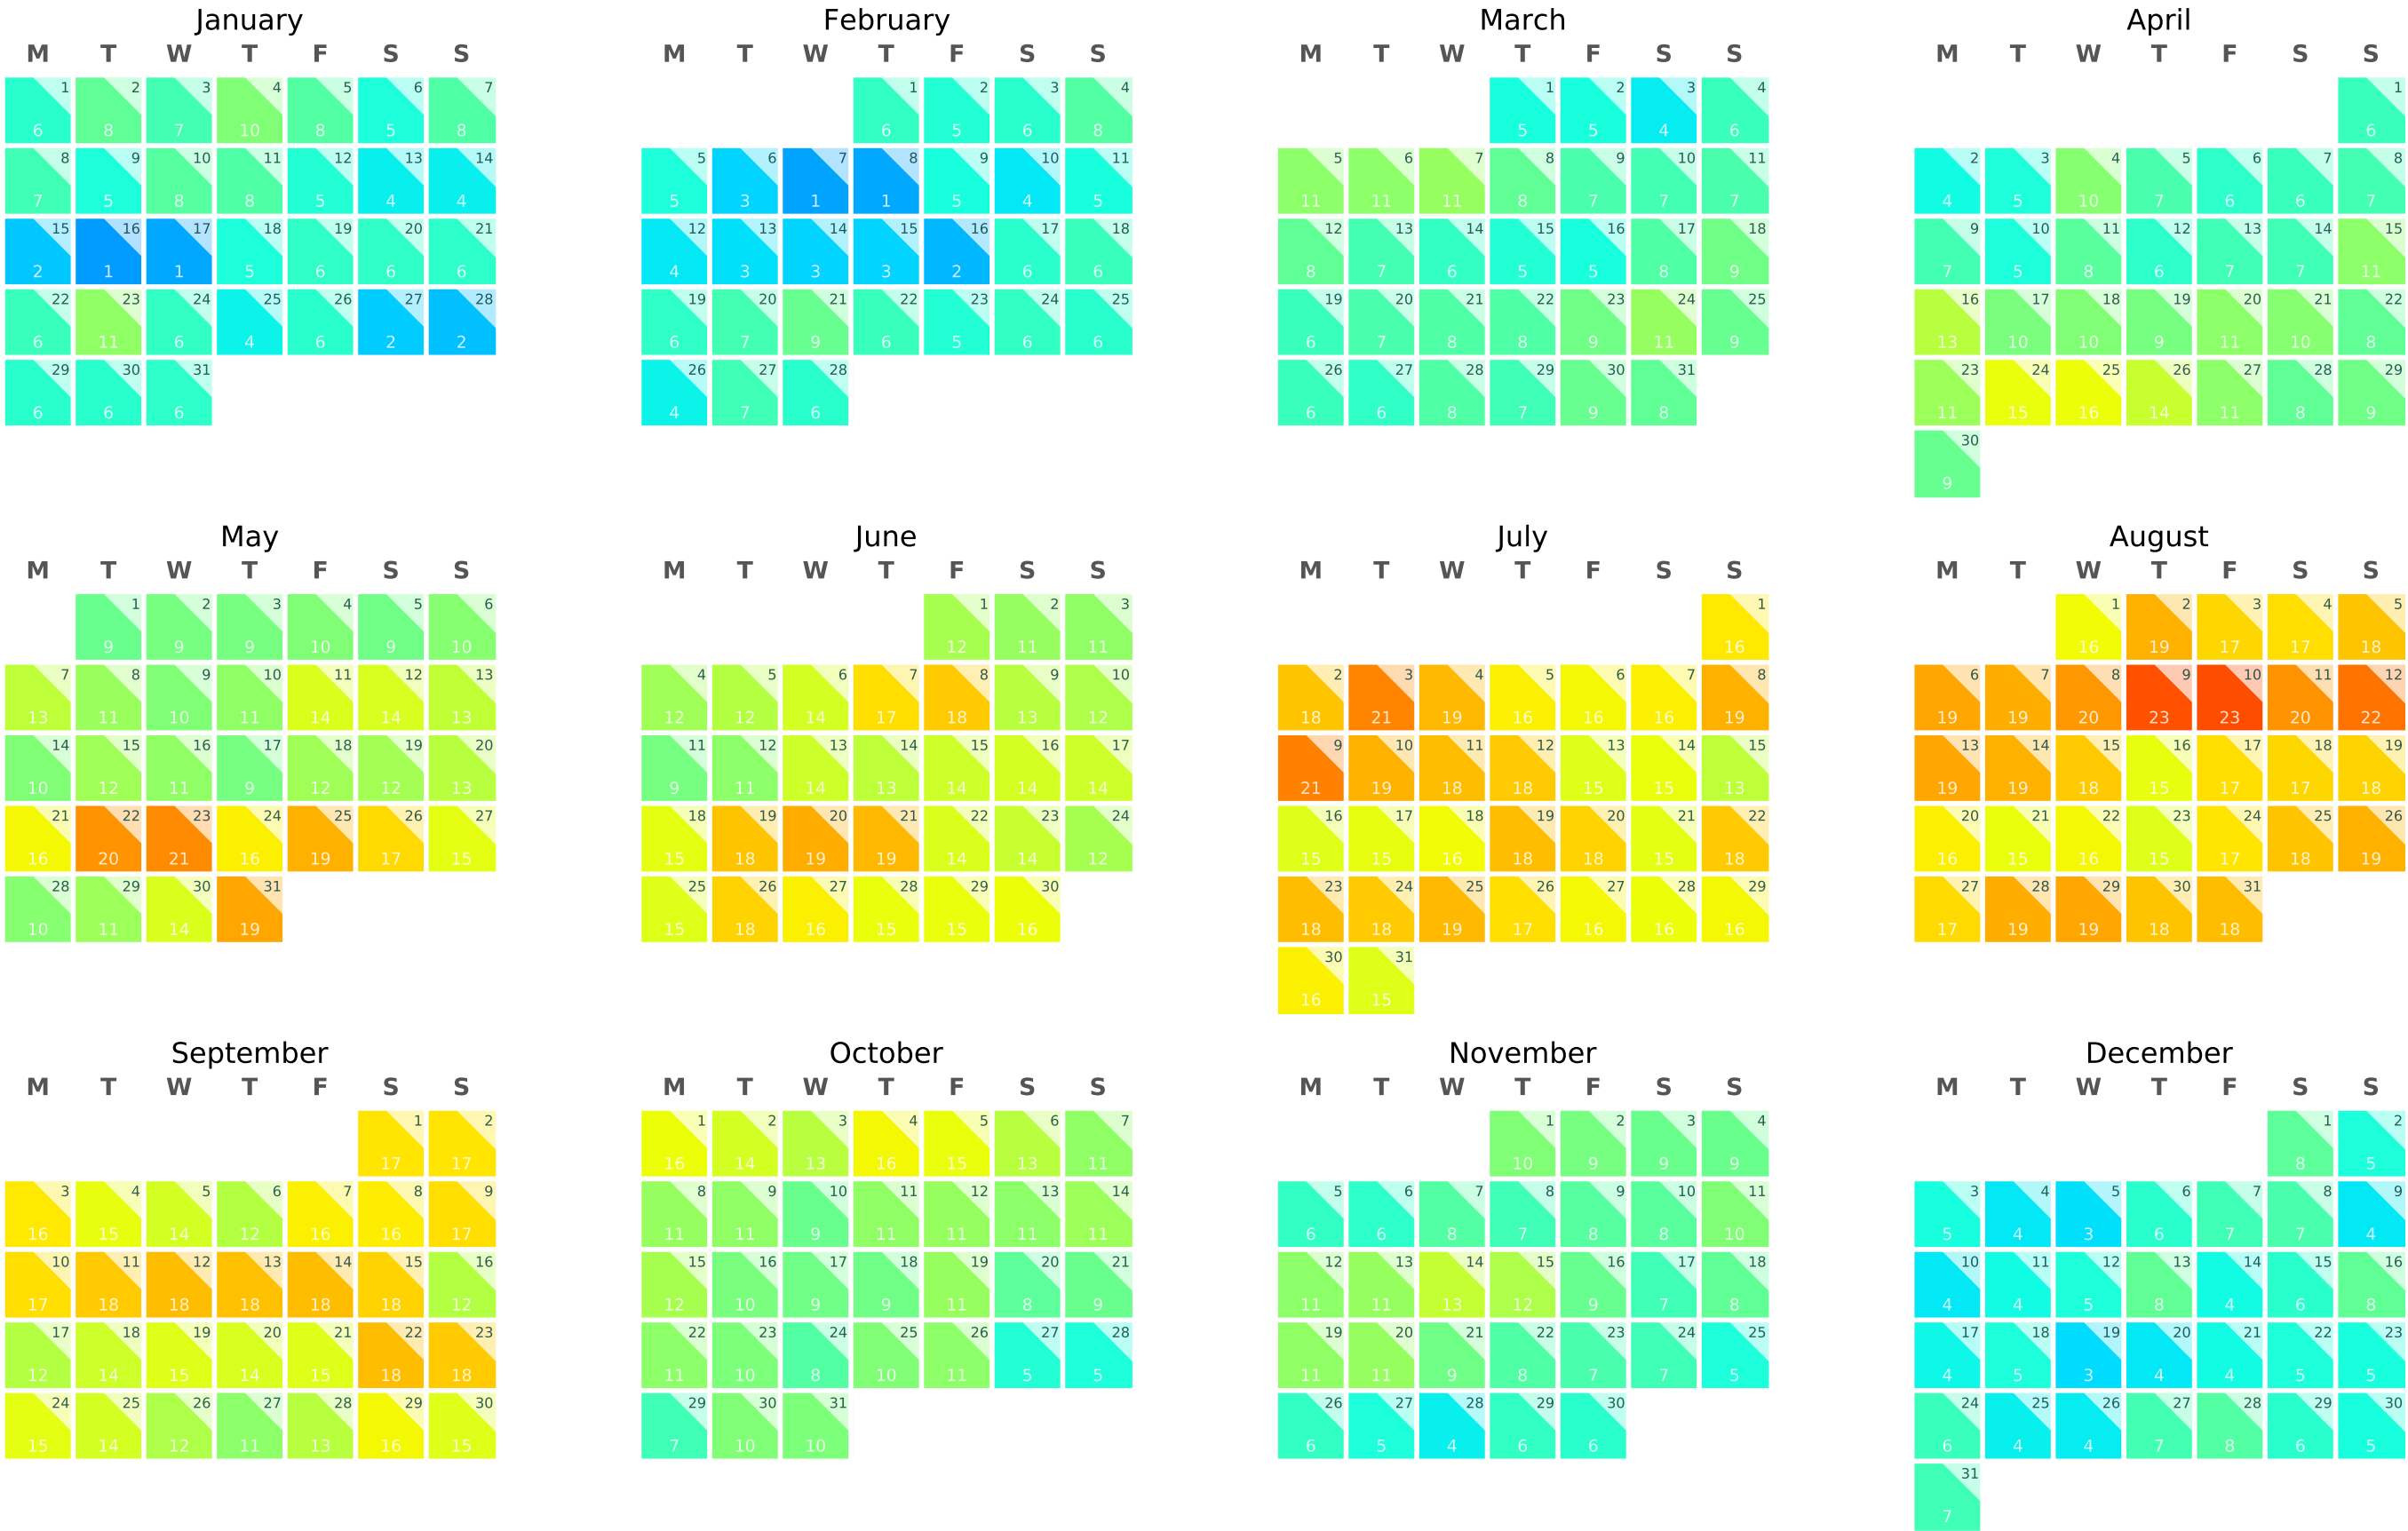 January February March April
M T W T F S S M T W T F S S M T W T F S S M T W T F S S
1 2 3 4 5 6 7 1 2 3 4 1 2 3 4 1
6 8 7 10 8 5 8 6 5 6 8 5 5 4 6 6
8 9 10 11 12 13 14 5 6 7 8 9 10 11 5 6 7 8 9 10 11 2 3 4 5 6 7 8
7 5 8 8 5 4 4 5 3 1 1 5 4 5 11 11 11 8 7 7 7 4 5 10 7 6 6 7
15 16 17 18 19 20 21 12 13 14 15 16 17 18 12 13 14 15 16 17 18 9 10 11 12 13 14 15
2 1 1 5 6 6 6 4 3 3 3 2 6 6 8 7 6 5 5 8 9 7 5 8 6 7 7 11
22 23 24 25 26 27 28 19 20 21 22 23 24 25 19 20 21 22 23 24 25 16 17 18 19 20 21 22
6 11 6 4 6 2 2 6 7 9 6 5 6 6 6 7 8 8 9 11 9 13 10 10 9 11 10 8
29 30 31 26 27 28 26 27 28 29 30 31 23 24 25 26 27 28 29
6 6 6 4 7 6 6 6 8 7 9 8 11 15 16 14 11 8 9
30
9
May June July August
M T W T F S S M T W T F S S M T W T F S S M T W T F S S
1 2 3 4 5 6 1 2 3 1 1 2 3 4 5
9 9 9 10 9 10 12 11 11 16 16 19 17 17 18
7 8 9 10 11 12 13 4 5 6 7 8 9 10 2 3 4 5 6 7 8 6 7 8 9 10 11 12
13 11 10 11 14 14 13 12 12 14 17 18 13 12 18 21 19 16 16 16 19 19 19 20 23 23 20 22
14 15 16 17 18 19 20 11 12 13 14 15 16 17 9 10 11 12 13 14 15 13 14 15 16 17 18 19
10 12 11 9 12 12 13 9 11 14 13 14 14 14 21 19 18 18 15 15 13 19 19 18 15 17 17 18
21 22 23 24 25 26 27 18 19 20 21 22 23 24 16 17 18 19 20 21 22 20 21 22 23 24 25 26
16 20 21 16 19 17 15 15 18 19 19 14 14 12 15 15 16 18 18 15 18 16 15 16 15 17 18 19
28 29 30 31 25 26 27 28 29 30 23 24 25 26 27 28 29 27 28 29 30 31
10 11 14 19 15 18 16 15 15 16 18 18 19 17 16 16 16 17 19 19 18 18
30 31
16 15
September October November December
M T W T F S S M T W T F S S M T W T F S S M T W T F S S
1 2 1 2 3 4 5 6 7 1 2 3 4 1 2
17 17 16 14 13 16 15 13 11 10 9 9 9 8 5
3 4 5 6 7 8 9 8 9 10 11 12 13 14 5 6 7 8 9 10 11 3 4 5 6 7 8 9
16 15 14 12 16 16 17 11 11 9 11 11 11 11 6 6 8 7 8 8 10 5 4 3 6 7 7 4
10 11 12 13 14 15 16 15 16 17 18 19 20 21 12 13 14 15 16 17 18 10 11 12 13 14 15 16
17 18 18 18 18 18 12 12 10 9 9 11 8 9 11 11 13 12 9 7 8 4 4 5 8 4 6 8
17 18 19 20 21 22 23 22 23 24 25 26 27 28 19 20 21 22 23 24 25 17 18 19 20 21 22 23
12 14 15 14 15 18 18 11 10 8 10 11 5 5 11 11 9 8 7 7 5 4 5 3 4 4 5 5
24 25 26 27 28 29 30 29 30 31 26 27 28 29 30 24 25 26 27 28 29 30
15 14 12 11 13 16 15 7 10 10 6 5 4 6 6 6 4 4 7 8 6 5
31
7